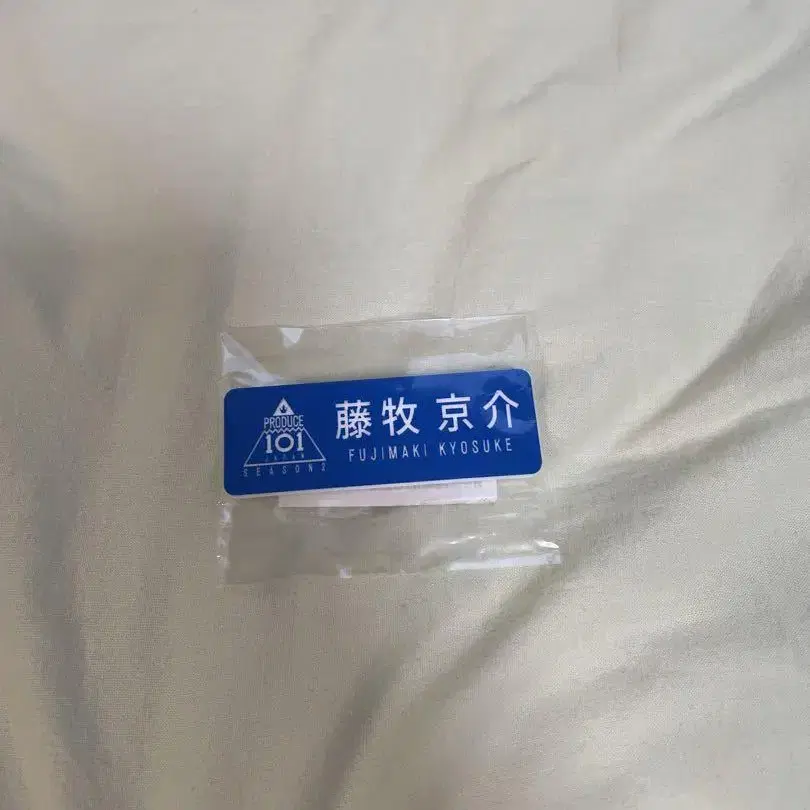 PRODUCE
101
JAPAN
SEASON2
藤牧 京介
FUJIMAKI KYOSUKE